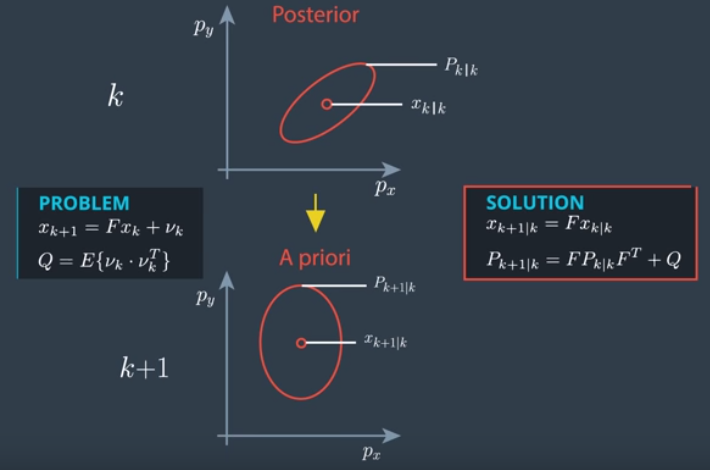 Posterior
p_y
P_{k|k}
k
x_{k|k}
p_x
PROBLEM
x_{k+1} = Fx_k + ν_k
Q = E{ν_k · ν_k^T}
SOLUTION
x_{k+1|k} = Fx_{k|k}
P_{k+1|k} = FP_{k|k}F^T + Q
A priori
p_y
P_{k+1|k}
x_{k+1|k}
k+1
p_x